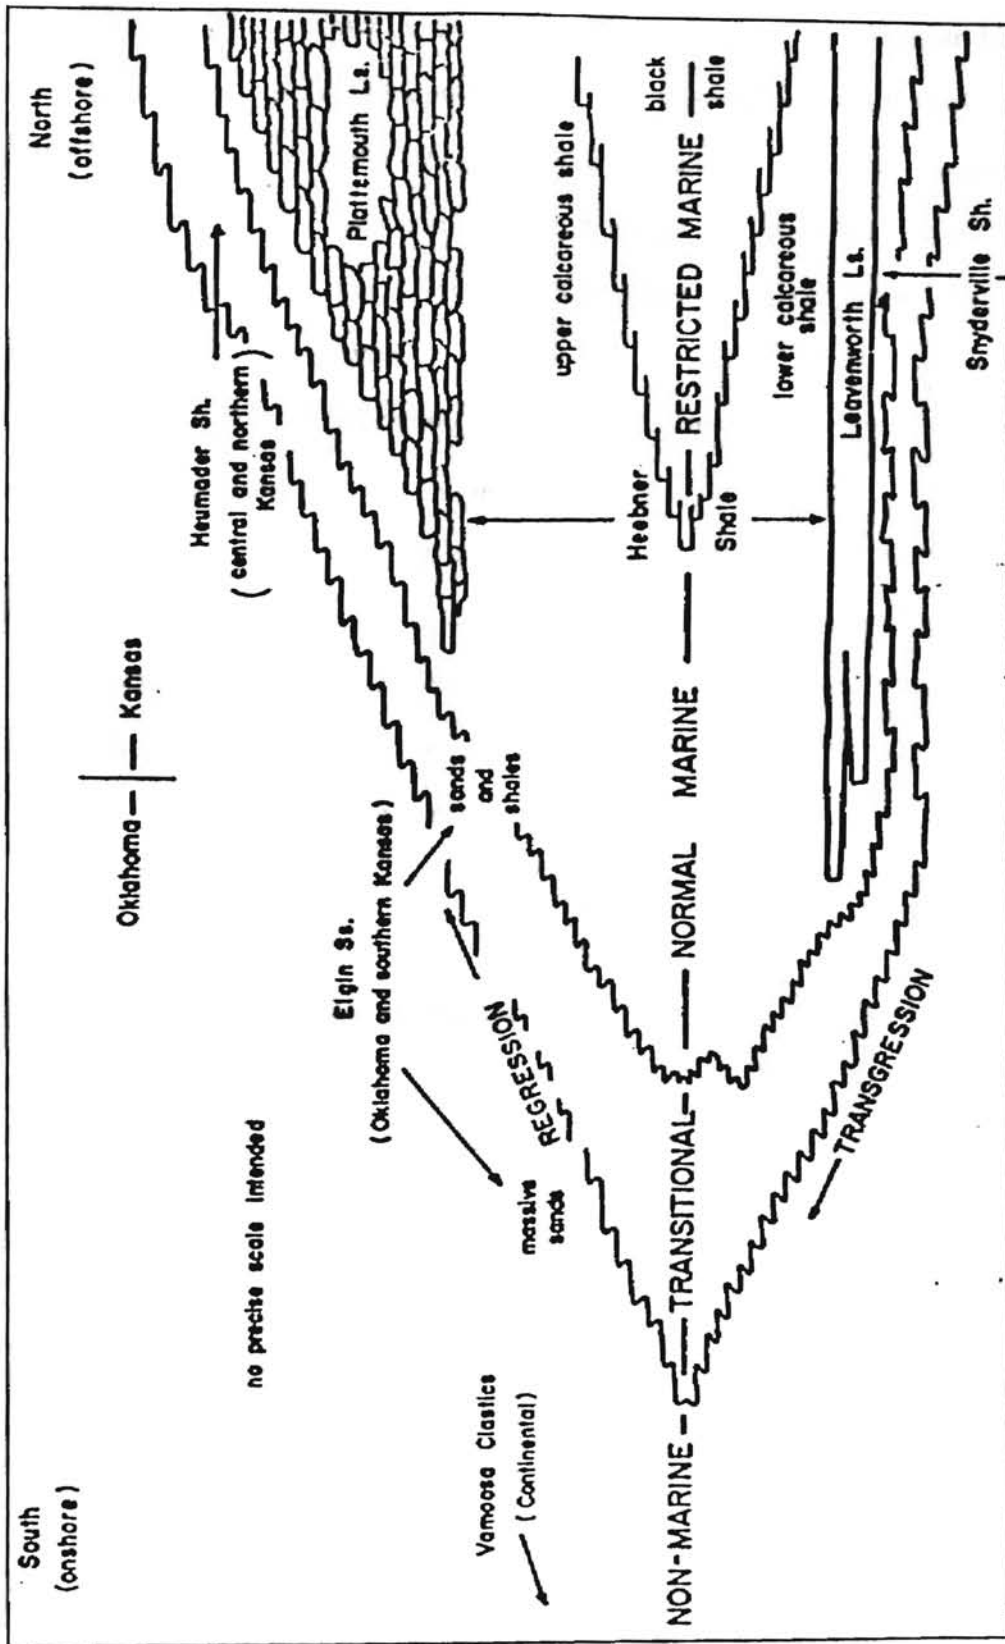 South
(onshore)
North
(offshore)
Oklahoma — Kansas
no precise scale intended
Heumader Sh.
(central and northern
Kansas)
Elgin Ss.
(Oklahoma and southern Kansas)
Plattsmouth Ls.
sands
and
shales
REGRESSION
massive
sands
Vamoosa Clastics
(Continental)
upper calcareous shale
Heebner
Shale
black
shale
NON-MARINE — TRANSITIONAL — NORMAL MARINE — RESTRICTED MARINE
lower calcareous
shale
Leavenworth Ls.
TRANSGRESSION
Snyderville Sh.